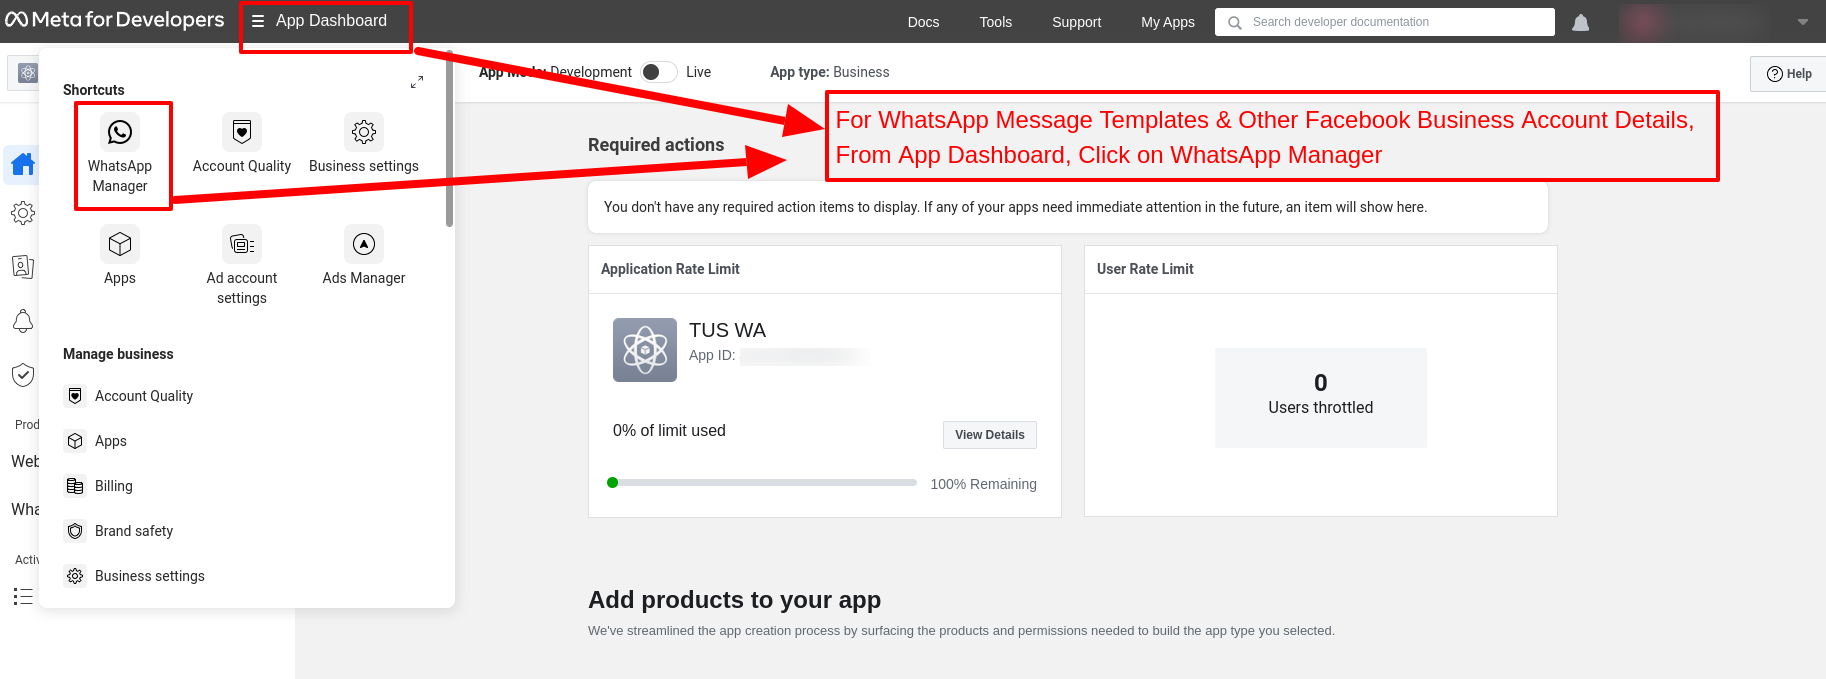 Meta for Developers
App Dashboard
Docs
Tools
Support
My Apps
Search developer documentation
App Mode: Development
Live
App type: Business
Help
Shortcuts
WhatsApp
Manager
Account Quality
Business settings
Apps
Ad account
settings
Ads Manager
Manage business
Account Quality
Apps
Billing
Brand safety
Business settings
Prod
Web
Wha
Activ
For WhatsApp Message Templates & Other Facebook Business Account Details,
From App Dashboard, Click on WhatsApp Manager
Required actions
You don't have any required action items to display. If any of your apps need immediate attention in the future, an item will show here.
Application Rate Limit
TUS WA
App ID:
0% of limit used
View Details
100% Remaining
User Rate Limit
0
Users throttled
Add products to your app
We've streamlined the app creation process by surfacing the products and permissions needed to build the app type you selected.